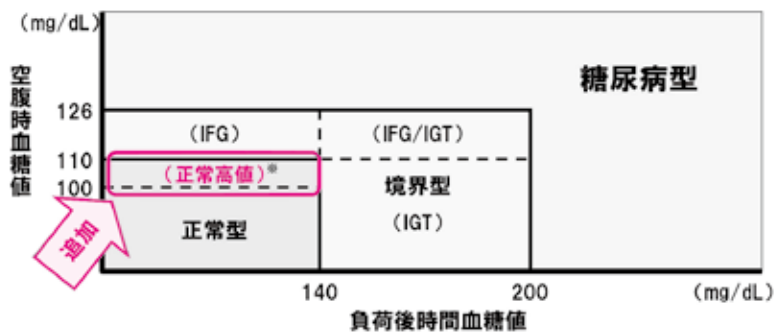 (mg/dL)
空腹時血糖値
糖尿病型
126
(IFG)
(IFG/IGT)
110
(正常高値)※
100
境界型
(IGT)
正常型
追加
140
200
(mg/dL)
負荷後時間血糖値